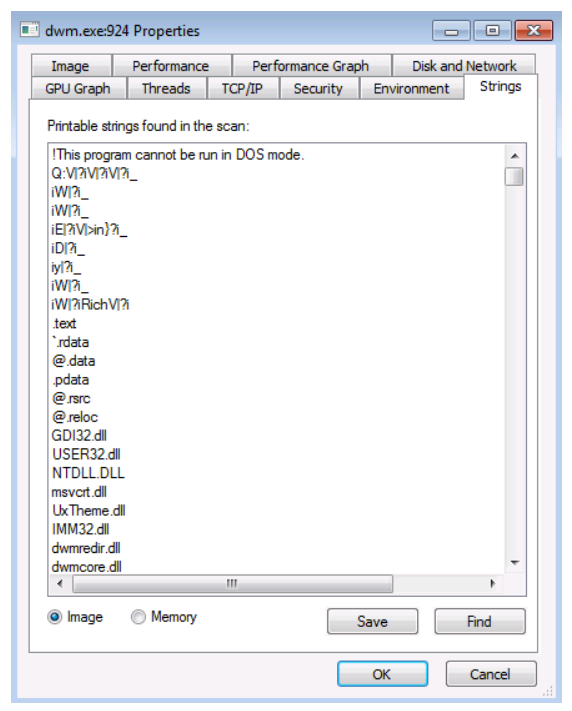 dwm.exe:924 Properties
Image Performance Performance Graph Disk and Network
GPU Graph Threads TCP/IP Security Environment Strings
Printable strings found in the scan:
!This program cannot be run in DOS mode.
Q:V|?iV|?iV|?i_
iW|?i_
iW|?i_
iE|?iV|>in}?i_
iD|?i_
iy|?i_
iW|?i_
iW|?iRichV|?i
.text
`.rdata
@.data
.pdata
@.rsrc
@.reloc
GDI32.dll
USER32.dll
NTDLL.DLL
msvcrt.dll
UxTheme.dll
IMM32.dll
dwmredir.dll
dwmcore.dll
Image Memory Save Find
OK Cancel